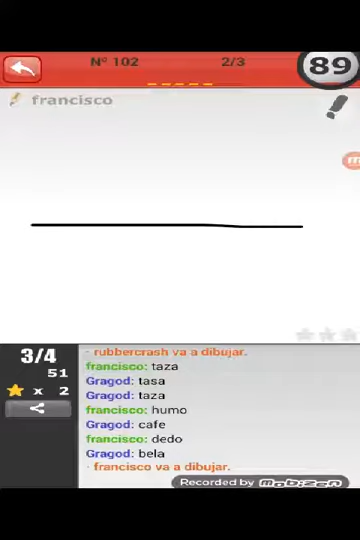 Nº 102 2/3 89
francisco
3/4
51
x 2
· rubbercrash va a dibujar.
francisco: taza
Gragod: tasa
Gragod: taza
francisco: humo
Gragod: cafe
francisco: dedo
Gragod: bela
· francisco va a dibujar.
Recorded by mobizen